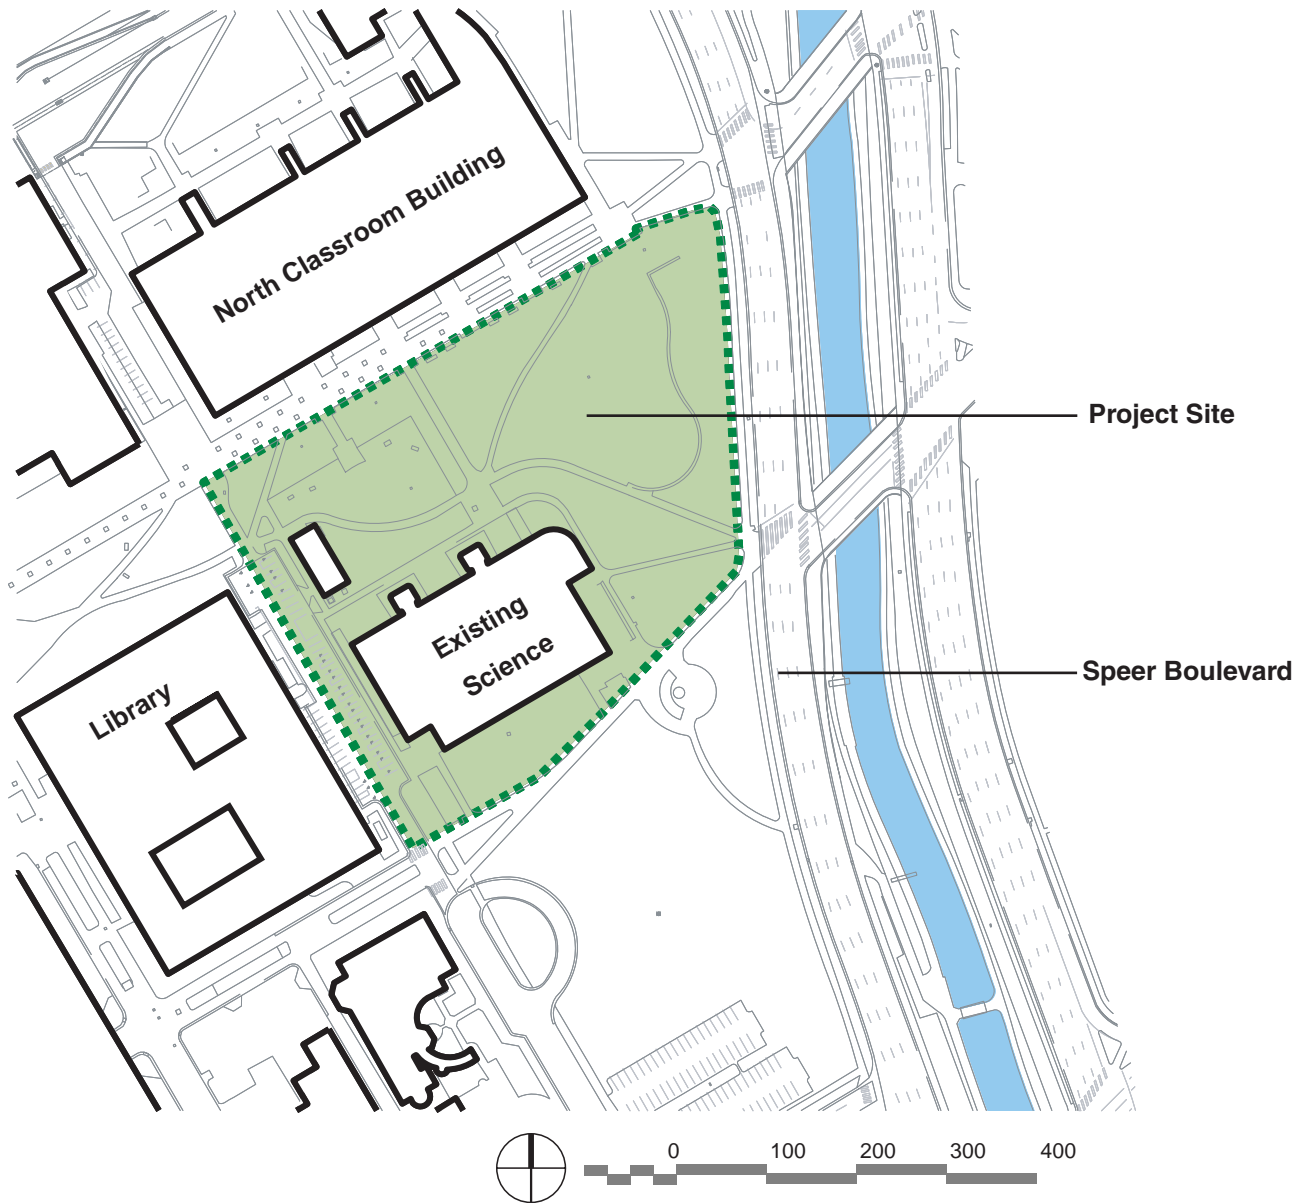 North Classroom Building
Project Site
Existing
Science
Speer Boulevard
Library
0 100 200 300 400